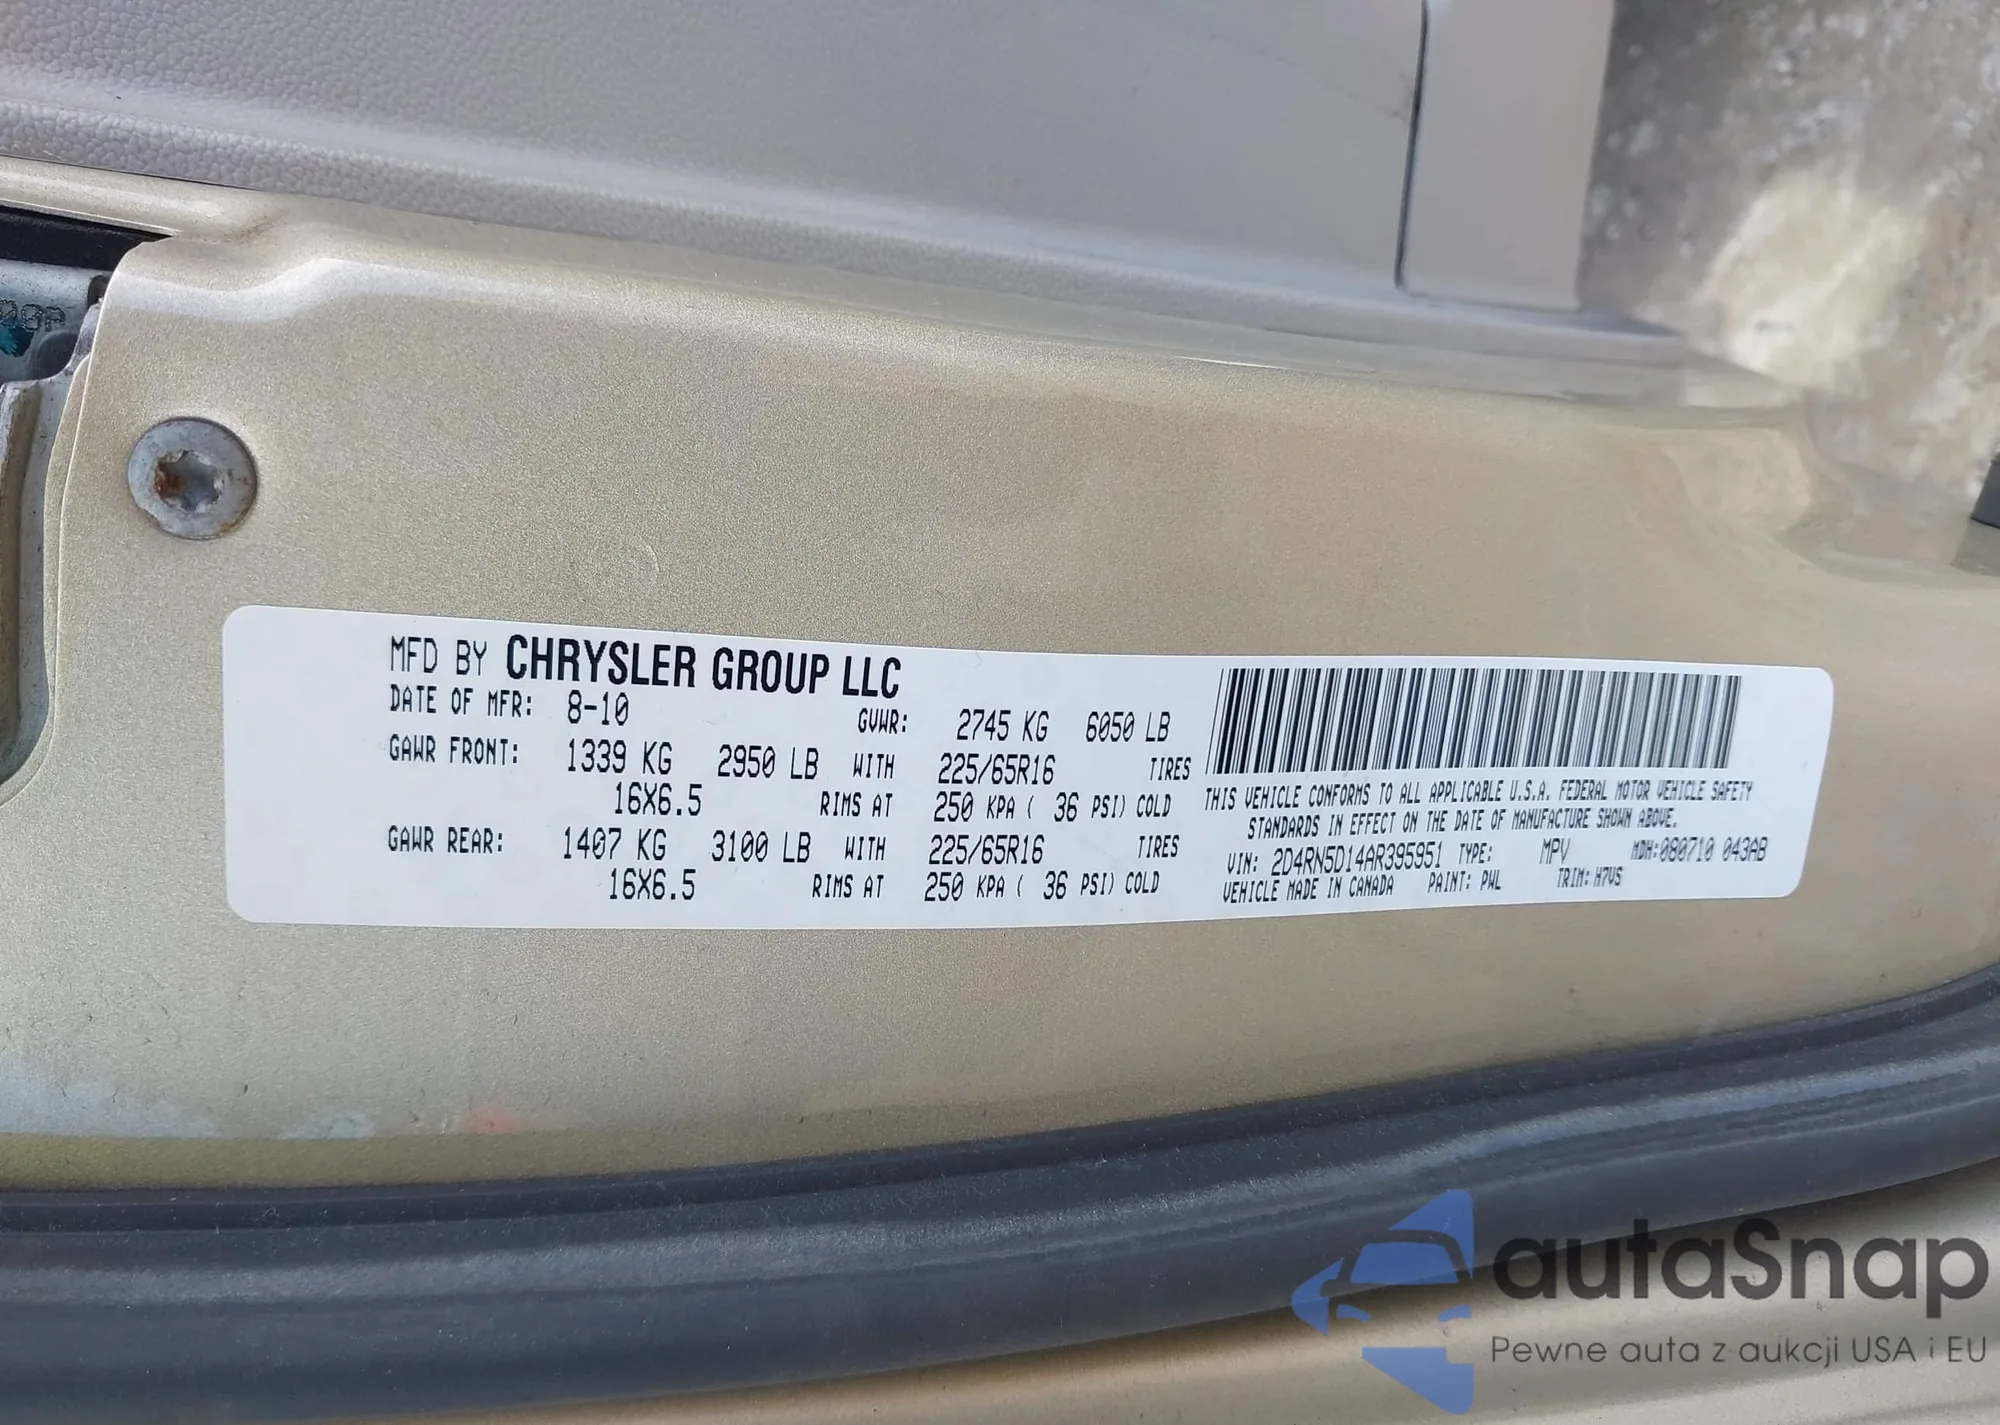 MFD BY CHRYSLER GROUP LLC
DATE OF MFR: 8-10 GVWR: 2745 KG 6050 LB
GAWR FRONT: 1339 KG 2950 LB WITH 225/65R16 TIRES
16X6.5 RIMS AT 250 KPA ( 36 PSI) COLD
GAWR REAR: 1407 KG 3100 LB WITH 225/65R16 TIRES
16X6.5 RIMS AT 250 KPA ( 36 PSI) COLD
THIS VEHICLE CONFORMS TO ALL APPLICABLE U.S.A. FEDERAL MOTOR VEHICLE SAFETY
STANDARDS IN EFFECT ON THE DATE OF MANUFACTURE SHOWN ABOVE.
VIN: 2D4RN5D14AR395951 TYPE: MPV MDH:080710 043AB
VEHICLE MADE IN CANADA PAINT: PWL TRIM: H7VS
autaSnap
Pewne auta z aukcji USA i EU